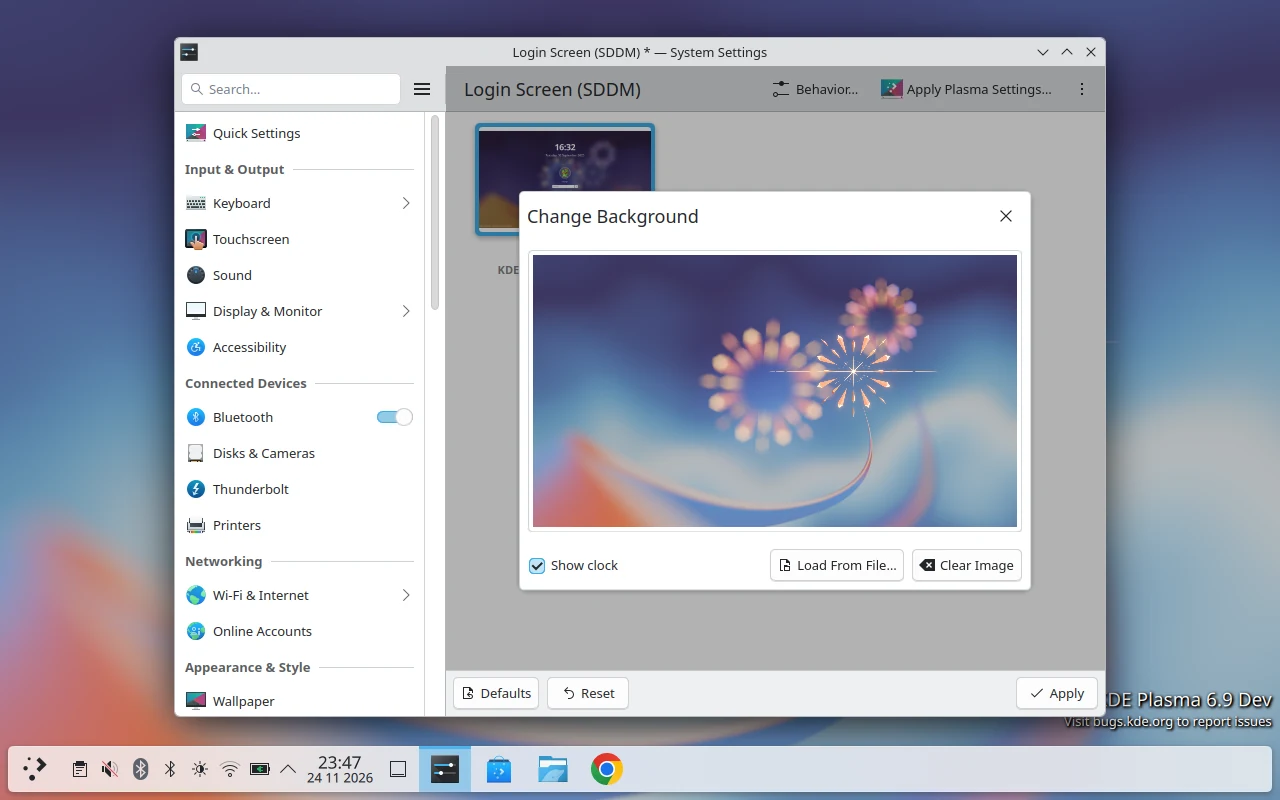 Login Screen (SDDM) * — System Settings
Search...
Login Screen (SDDM)
Behavior...
Apply Plasma Settings...
Quick Settings
Input & Output
Keyboard
Touchscreen
Sound
Display & Monitor
Accessibility
Connected Devices
Bluetooth
Disks & Cameras
Thunderbolt
Printers
Networking
Wi-Fi & Internet
Online Accounts
Appearance & Style
Wallpaper
16:32
KDE
Change Background
Show clock
Load From File...
Clear Image
Defaults
Reset
Apply
DE Plasma 6.9 Dev
Visit bugs.kde.org to report issues
23:47
24 11 2026